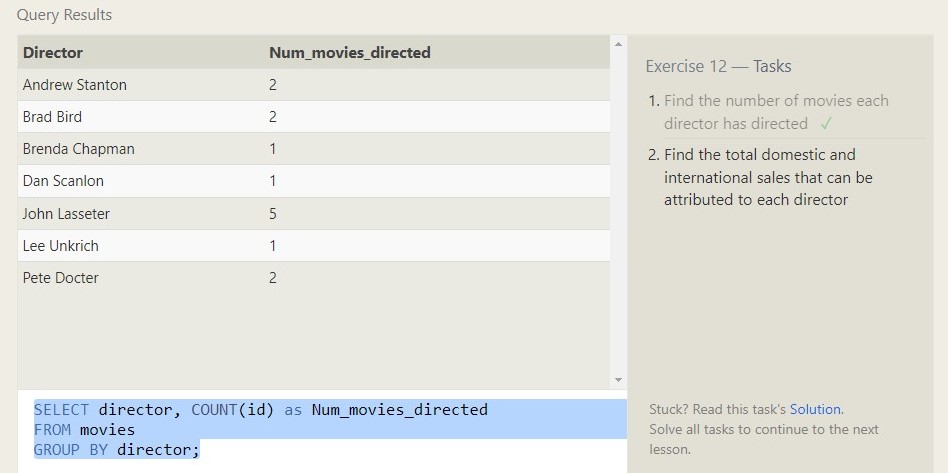 Query Results
Director Num_movies_directed
Andrew Stanton 2
Brad Bird 2
Brenda Chapman 1
Dan Scanlon 1
John Lasseter 5
Lee Unkrich 1
Pete Docter 2
SELECT director, COUNT(id) as Num_movies_directed
FROM movies
GROUP BY director;
Exercise 12 — Tasks
1. Find the number of movies each
director has directed ✓
2. Find the total domestic and
international sales that can be
attributed to each director
Stuck? Read this task's Solution.
Solve all tasks to continue to the next
lesson.